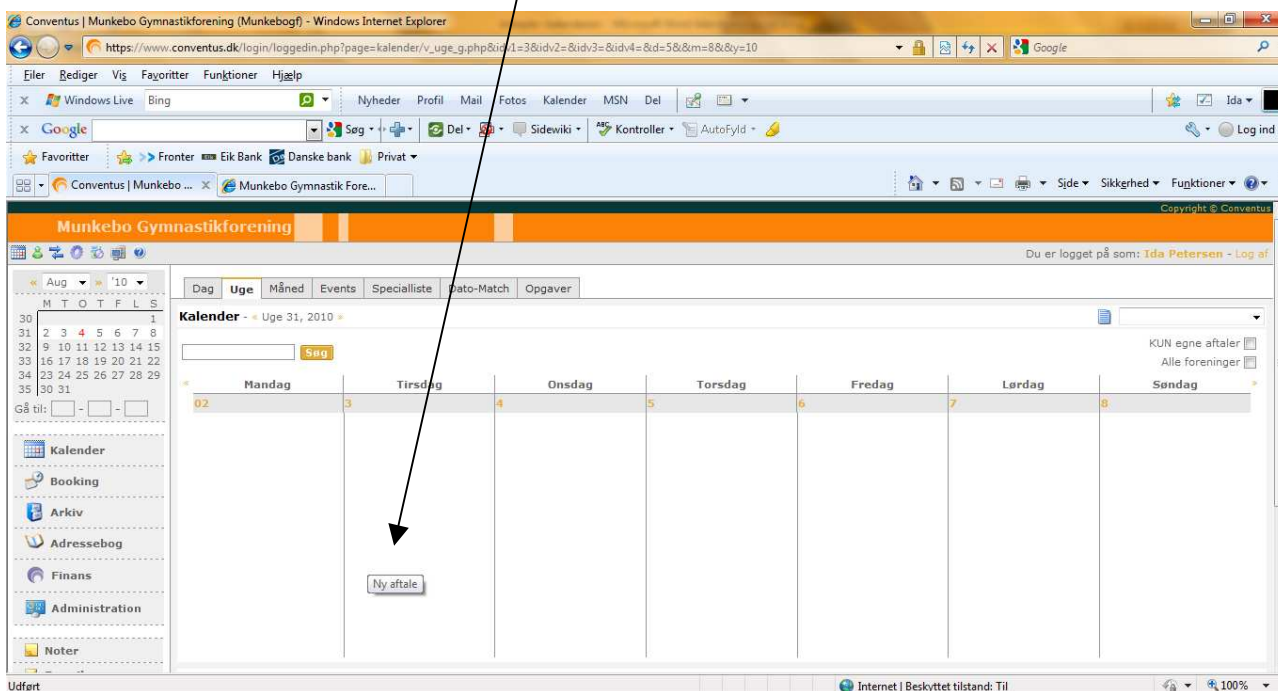 Conventus | Munkebo Gymnastikforening (Munkebogf) - Windows Internet Explorer
https://www.conventus.dk/login/loggedin.php?page=kalender/v_uge_g.php&idv1=3&idv2=&idv3=&idv4=&d=5&&m=8&&y=10
Google
Filer Rediger Vis Favoritter Funktioner Hjælp
x Windows Live Bing Nyheder Profil Mail Fotos Kalender MSN Del Ida
x Google Søg Del Sidewiki Kontroller AutoFyld Log ind
Favoritter >> Fronter Eik Bank Danske bank Privat
Conventus | Munkebo ... X Munkebo Gymnastik Fore... Side Sikkerhed Funktioner
Copyright © Conventus
Munkebo Gymnastikforening
Du er logget på som: Ida Petersen - Log af
« Aug » '10
M T O T F L S
30 1
31 2 3 4 5 6 7 8
32 9 10 11 12 13 14 15
33 16 17 18 19 20 21 22
34 23 24 25 26 27 28 29
35 30 31
Gå til: - -
Dag Uge Måned Events Specialliste Dato-Match Opgaver
Kalender - « Uge 31, 2010 »
KUN egne aftaler
Søg
Alle foreninger
« Mandag Tirsdag Onsdag Torsdag Fredag Lørdag Søndag »
02 3 4 5 6 7 8
Kalender
Booking
Arkiv
Adressebog
Finans
Administration
Noter
Ny aftale
Udført Internet | Beskyttet tilstand: Til 100%